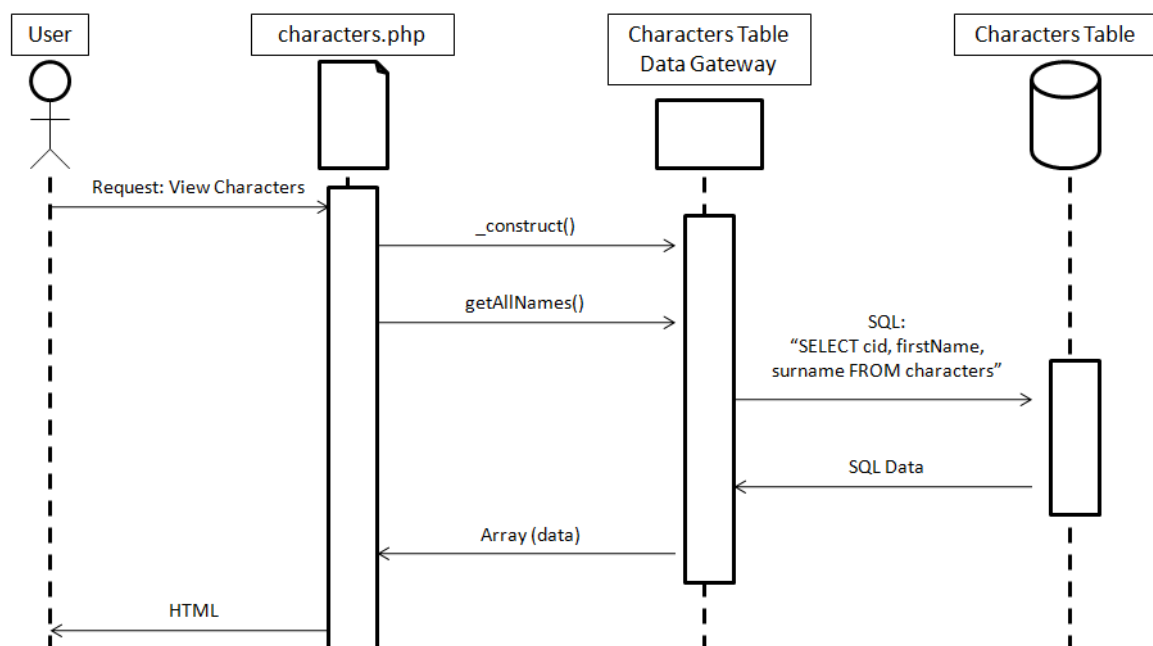 User
characters.php
Characters Table
Data Gateway
Characters Table
Request: View Characters
_construct()
getAllNames()
SQL:
“SELECT cid, firstName,
surname FROM characters”
SQL Data
Array (data)
HTML